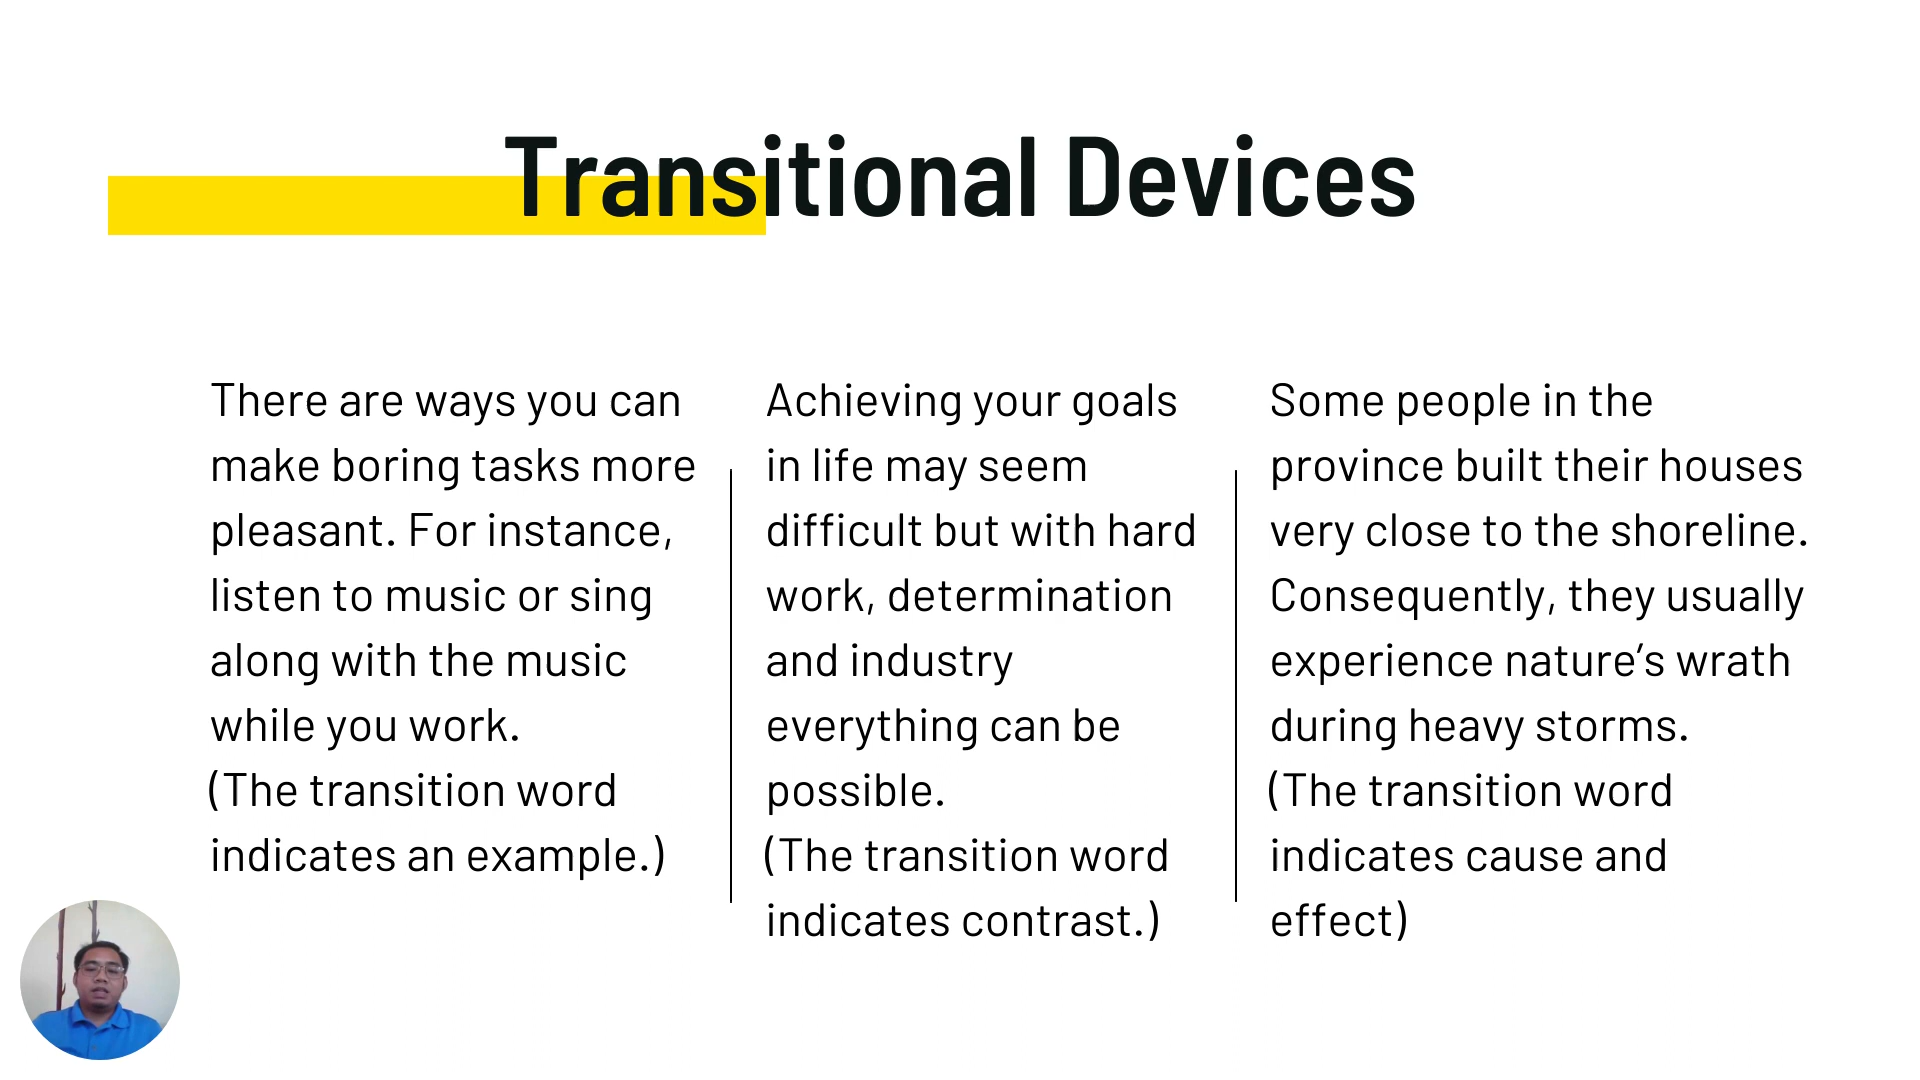 Transitional Devices
There are ways you can
make boring tasks more
pleasant. For instance,
listen to music or sing
along with the music
while you work.
(The transition word
indicates an example.)
Achieving your goals
in life may seem
difficult but with hard
work, determination
and industry
everything can be
possible.
(The transition word
indicates contrast.)
Some people in the
province built their houses
very close to the shoreline.
Consequently, they usually
experience nature’s wrath
during heavy storms.
(The transition word
indicates cause and
effect)